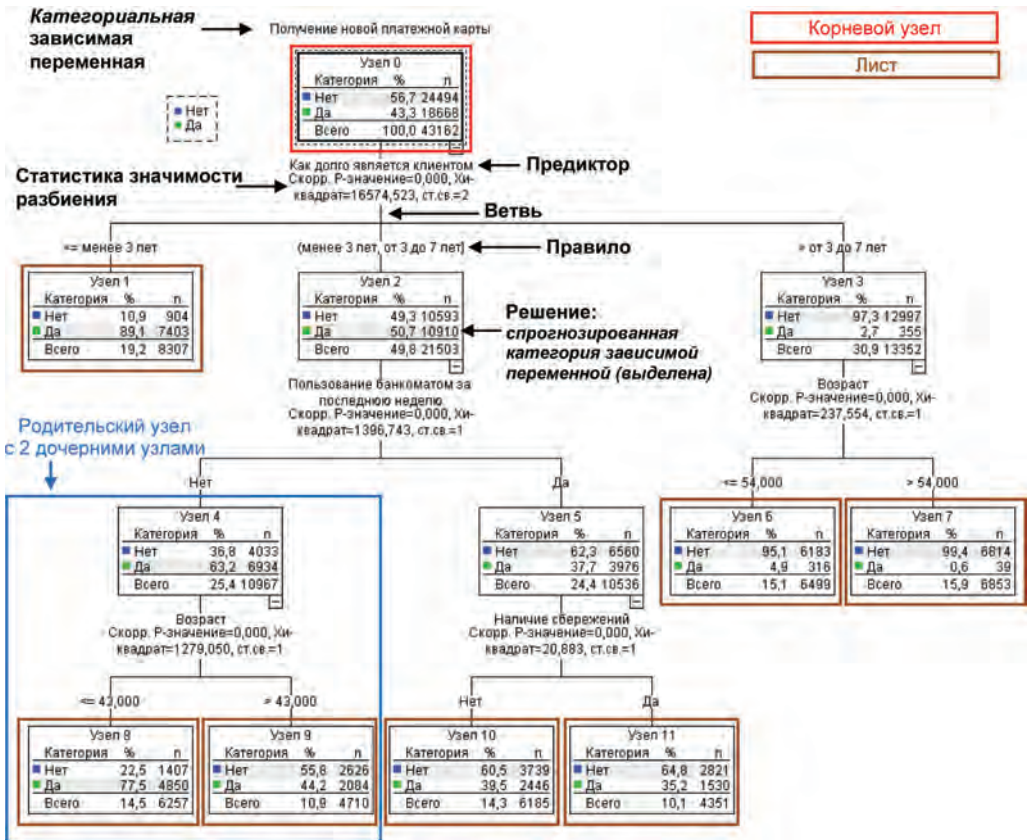 Категориальная
зависимая
переменная
Получение новой платежной карты
Корневой узел
Лист
Нет
Да
Узел 0
Категория % n
Нет 56,7 24494
Да 43,3 18668
Всего 100,0 43162
Как долго является клиентом
Скорр. P-значение=0,000, Хи-
квадрат=16574,523, ст.св.=2
Предиктор
Статистика значимости
разбиения
Ветвь
<= менее 3 лет
(менее 3 лет, от 3 до 7 лет]
Правило
> от 3 до 7 лет
Узел 1
Категория % n
Нет 10,9 904
Да 89,1 7403
Всего 19,2 8307
Узел 2
Категория % n
Нет 49,3 10593
Да 50,7 10910
Всего 49,8 21503
Решение:
спрогнозированная
категория зависимой
переменной (выделена)
Узел 3
Категория % n
Нет 97,3 12997
Да 2,7 355
Всего 30,9 13352
Пользование банкоматом за
последнюю неделю
Скорр. P-значение=0,000, Хи-
квадрат=1396,743, ст.св.=1
Возраст
Скорр. P-значение=0,000, Хи-
квадрат=237,554, ст.св.=1
Родительский узел
с 2 дочерними узлами
Нет
Да
<= 54,000
> 54,000
Узел 4
Категория % n
Нет 36,8 4033
Да 63,2 6934
Всего 25,4 10967
Узел 5
Категория % n
Нет 62,3 6560
Да 37,7 3976
Всего 24,4 10536
Узел 6
Категория % n
Нет 95,1 6183
Да 4,9 316
Всего 15,1 6499
Узел 7
Категория % n
Нет 99,4 6814
Да 0,6 39
Всего 15,9 6853
Возраст
Скорр. P-значение=0,000, Хи-
квадрат=1279,050, ст.св.=1
Наличие сбережений
Скорр. P-значение=0,000, Хи-
квадрат=20,883, ст.св.=1
<= 43,000
> 43,000
Нет
Да
Узел 8
Категория % n
Нет 22,5 1407
Да 77,5 4850
Всего 14,5 6257
Узел 9
Категория % n
Нет 55,8 2626
Да 44,2 2084
Всего 10,9 4710
Узел 10
Категория % n
Нет 60,5 3739
Да 39,5 2446
Всего 14,3 6185
Узел 11
Категория % n
Нет 64,8 2821
Да 35,2 1530
Всего 10,1 4351